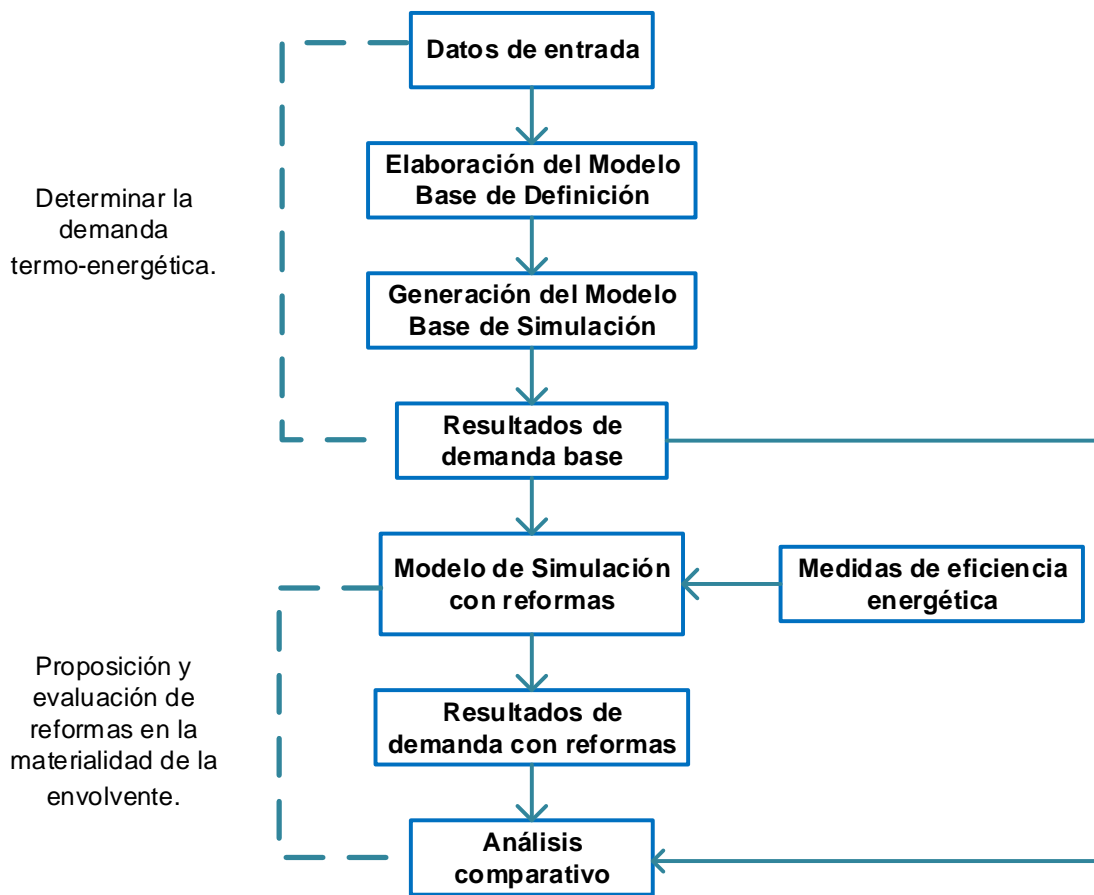 Datos de entrada
Elaboración del Modelo
Base de Definición
Determinar la
demanda
termo-energética.
Generación del Modelo
Base de Simulación
Resultados de
demanda base
Modelo de Simulación
con reformas
Medidas de eficiencia
energética
Proposición y
evaluación de
reformas en la
materialidad de la
envolvente.
Resultados de
demanda con reformas
Análisis
comparativo